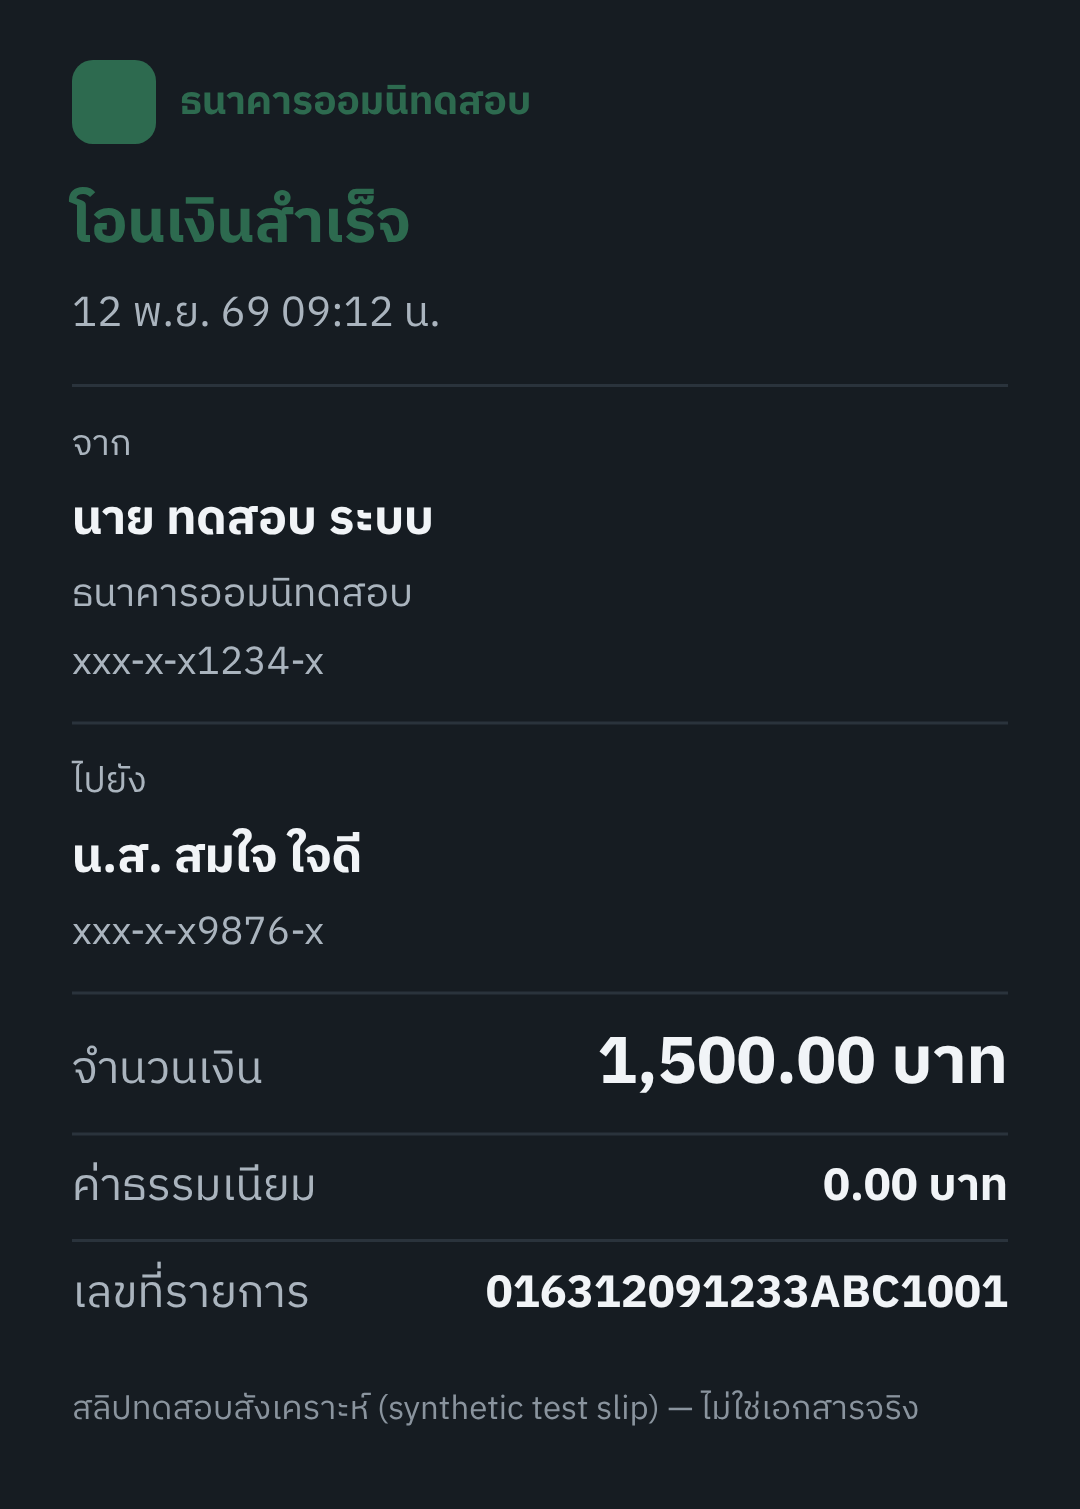 ธนาคารออมนิทดสอบ
โอนเงินสำเร็จ
12 พ.ย. 69 09:12 น.
จาก
นาย ทดสอบ ระบบ
ธนาคารออมนิทดสอบ
xxx-x-x1234-x
ไปยัง
น.ส. สมใจ ใจดี
xxx-x-x9876-x
จำนวนเงิน 1,500.00 บาท
ค่าธรรมเนียม 0.00 บาท
เลขที่รายการ 016312091233ABC1001
สลิปทดสอบสังเคราะห์ (synthetic test slip) — ไม่ใช่เอกสารจริง